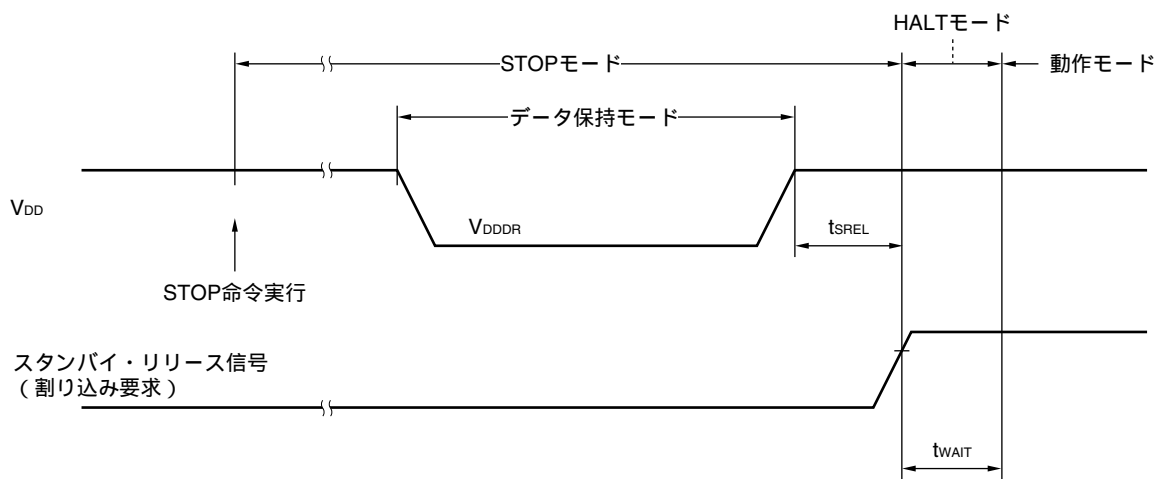 HALTモード
STOPモード
動作モード
データ保持モード
VDD
VDDDR
tSREL
STOP命令実行
スタンバイ・リリース信号
（割り込み要求）
tWAIT